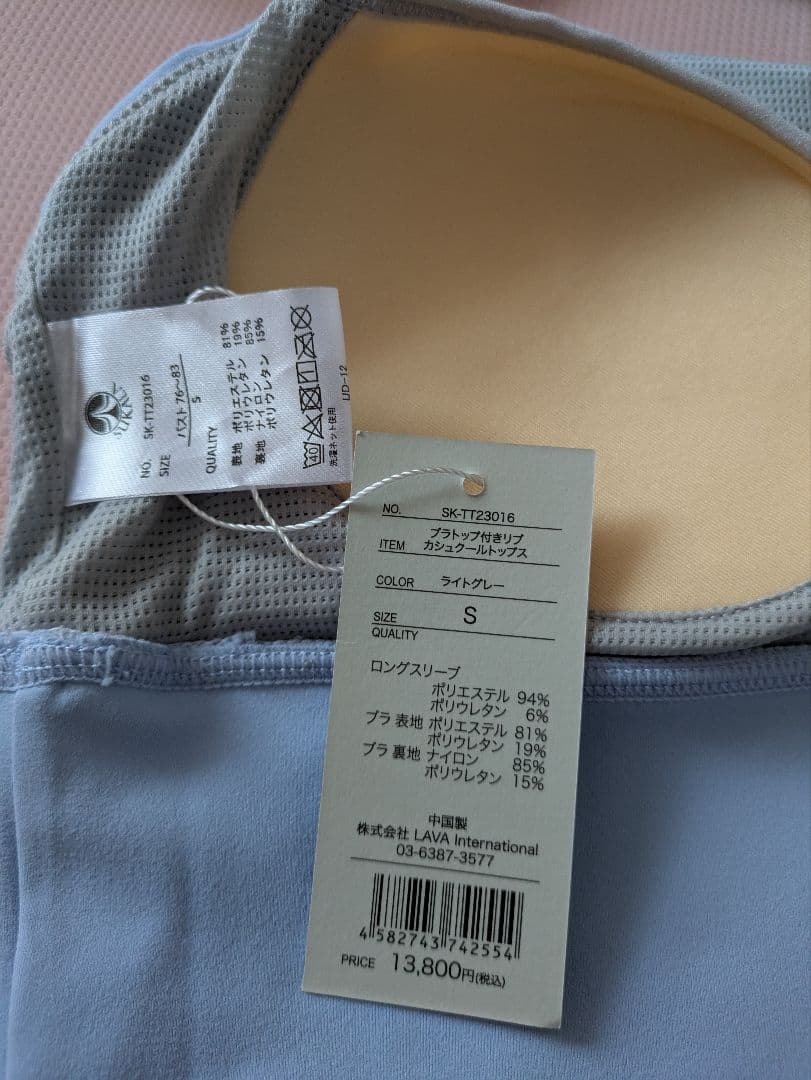 SUKALA
NO. SK-TT23016
SIZE バスト 76〜83
S
QUALITY
表地 ポリエステル 81%
ポリウレタン 19%
裏地 ナイロン 85%
ポリウレタン 15%
40
洗濯ネット使用
UD-12
NO. SK-TT23016
ITEM ブラトップ付きリブ
カシュクールトップス
COLOR ライトグレー
SIZE S
QUALITY
ロングスリーブ
ポリエステル 94%
ポリウレタン 6%
ブラ 表地 ポリエステル 81%
ポリウレタン 19%
ブラ 裏地 ナイロン 85%
ポリウレタン 15%
中国製
株式会社 LAVA International
03-6387-3577
4 582743 742554
PRICE 13,800円(税込)